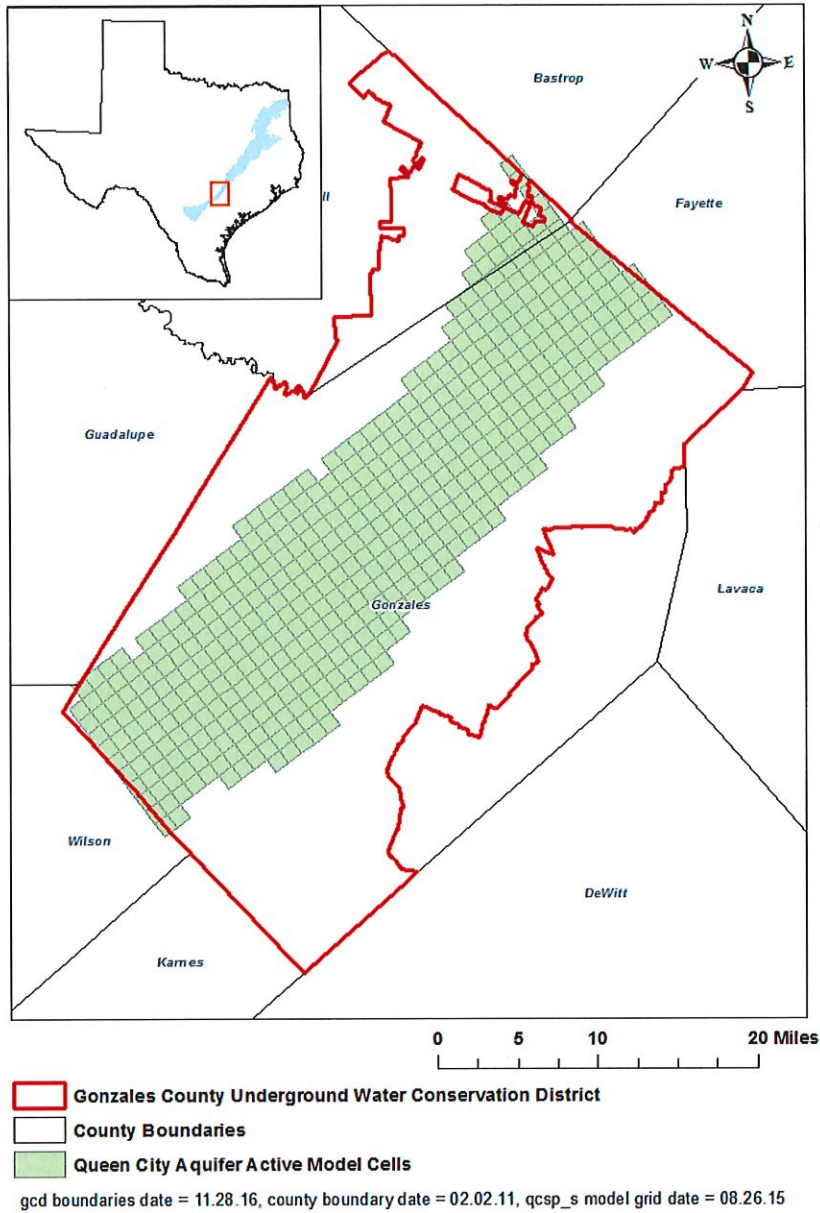 N
W E
S
Bastrop
ll
Fayette
Guadalupe
Gonzales
Lavaca
Wilson
DeWitt
Karnes
0 5 10 20 Miles
Gonzales County Underground Water Conservation District
County Boundaries
Queen City Aquifer Active Model Cells
gcd boundaries date = 11.28.16, county boundary date = 02.02.11, qcsp_s model grid date = 08.26.15